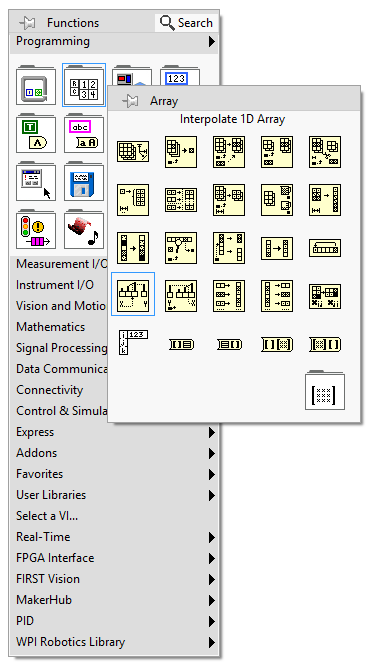 Functions
Search
Programming
Array
Interpolate 1D Array
Measurement I/O
Instrument I/O
Vision and Motio
Mathematics
Signal Processing
Data Communica
Connectivity
Control & Simula
Express
Addons
Favorites
User Libraries
Select a VI...
Real-Time
FPGA Interface
FIRST Vision
MakerHub
PID
WPI Robotics Library